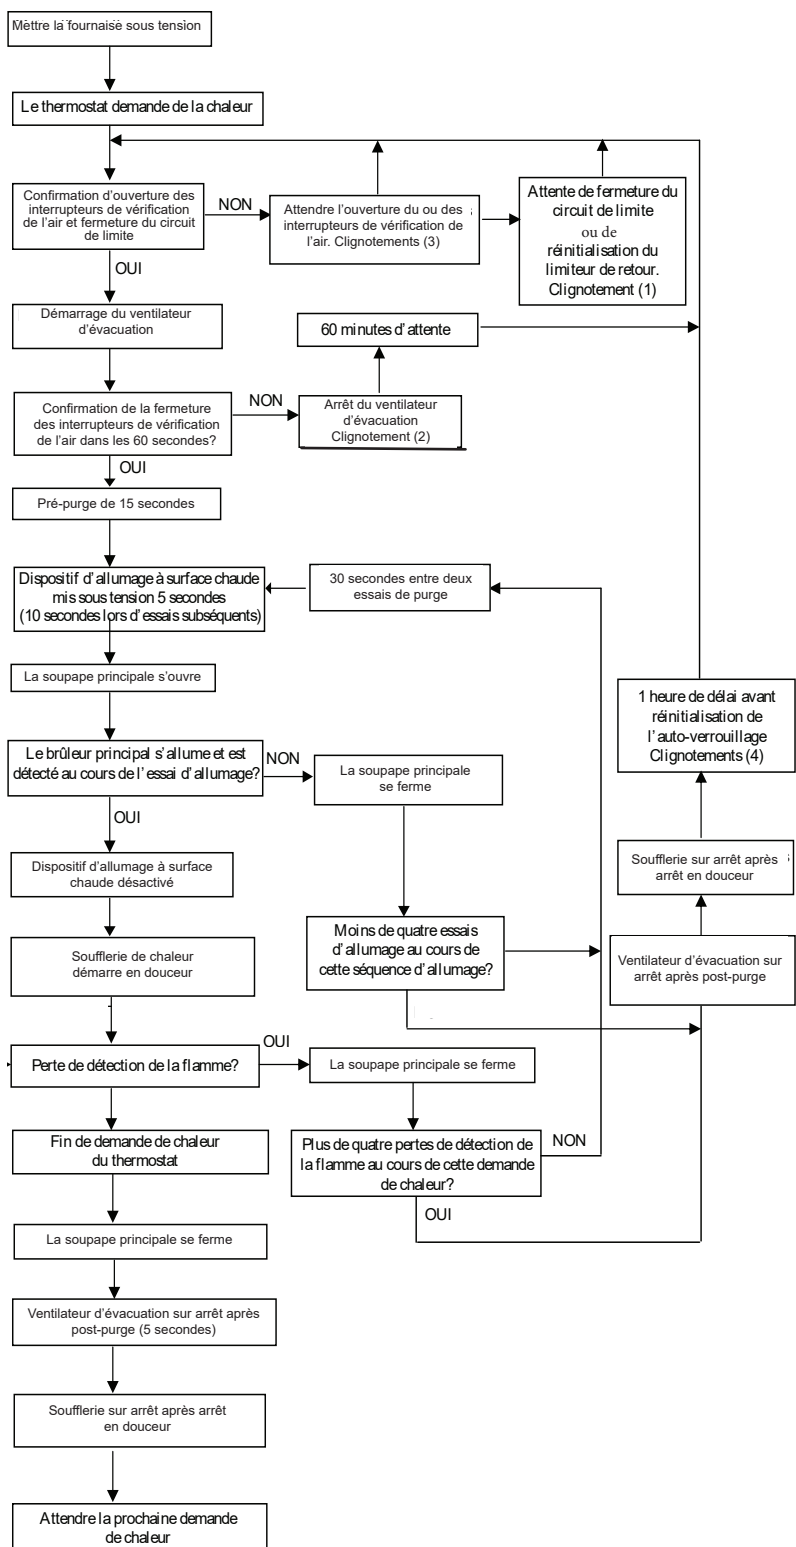 Mettre la fournaise sous tension
Le thermostat demande de la chaleur
Confirmation d'ouverture des
interrupteurs de vérification
de l'air et fermeture du circuit
de limite
NON
Attendre l'ouverture du ou des
interrupteurs de vérification de
l'air. Clignotements (3)
Attente de fermeture du
circuit de limite
ou de
réinitialisation du
limiteur de retour.
Clignotement (1)
OUI
Démarrage du ventilateur
d'évacuation
60 minutes d'attente
Confirmation de la fermeture
des interrupteurs de vérification
de l'air dans les 60 secondes?
NON
Arrêt du ventilateur
d'évacuation
Clignotement (2)
OUI
Pré-purge de 15 secondes
Dispositif d'allumage à surface chaude
mis sous tension 5 secondes
(10 secondes lors d'essais subséquents)
30 secondes entre deux
essais de purge
La soupape principale s'ouvre
1 heure de délai avant
réinitialisation de
l'auto-verrouillage
Clignotements (4)
Le brûleur principal s'allume et est
détecté au cours de l'essai d'allumage?
NON
La soupape principale
se ferme
OUI
Dispositif d'allumage à surface
chaude désactivé
Soufflerie sur arrêt après
arrêt en douceur
Moins de quatre essais
d'allumage au cours de
cette séquence d'allumage?
Soufflerie de chaleur
démarre en douceur
Ventilateur d'évacuation sur
arrêt après post-purge
Perte de détection de la flamme?
OUI
La soupape principale se ferme
Fin de demande de chaleur
du thermostat
Plus de quatre pertes de détection de
la flamme au cours de cette demande
de chaleur?
NON
OUI
La soupape principale se ferme
Ventilateur d'évacuation sur arrêt après
post-purge (5 secondes)
Soufflerie sur arrêt après arrêt
en douceur
Attendre la prochaine demande
de chaleur